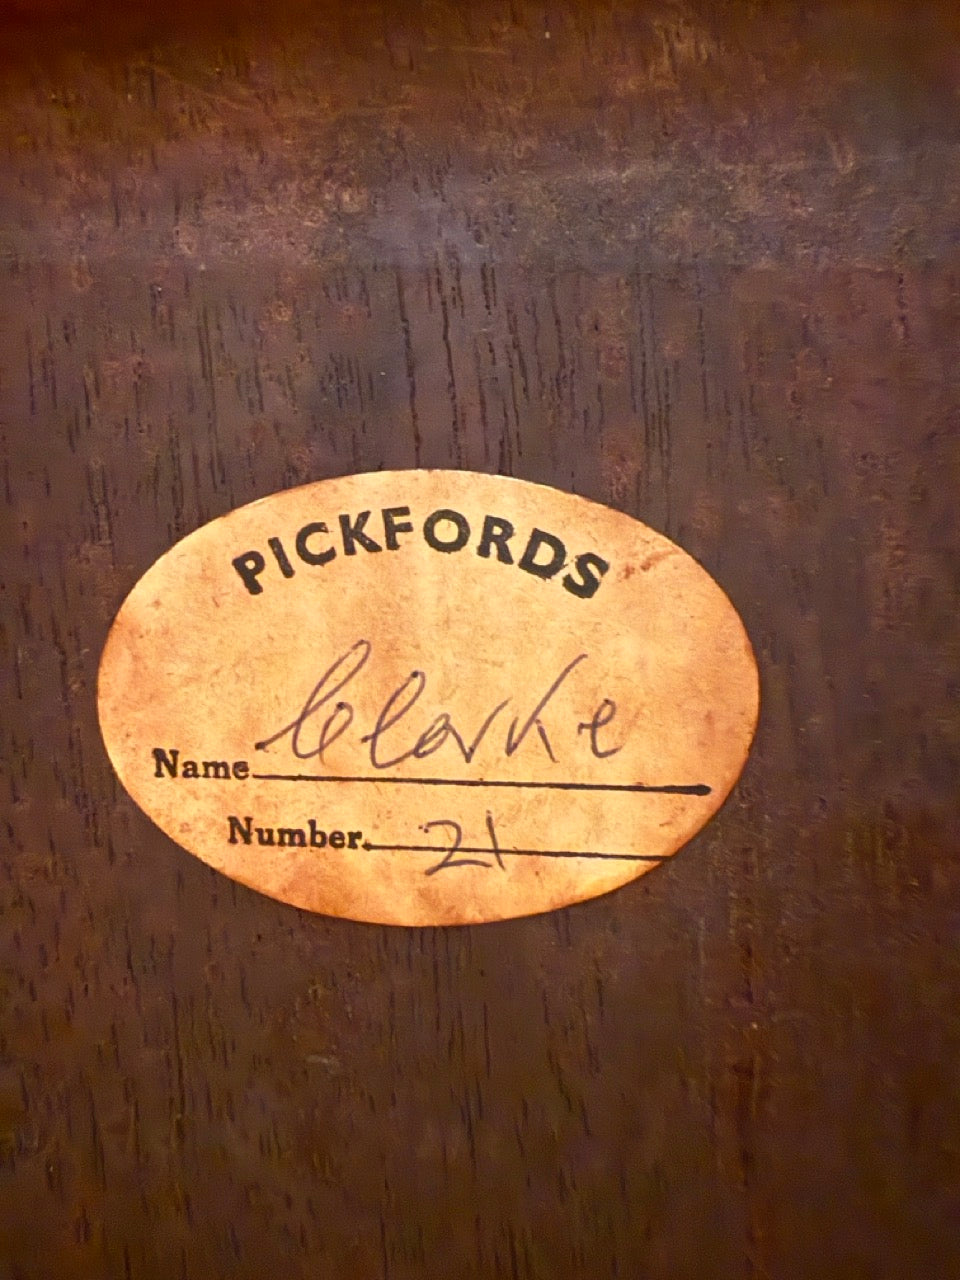 PICKFORDS
Name Clarke
Number. 21